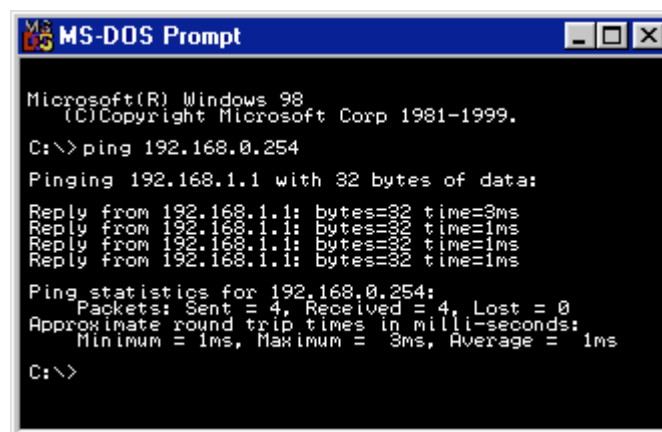 MS-DOS Prompt
Microsoft(R) Windows 98
(C)Copyright Microsoft Corp 1981-1999.
C:\>ping 192.168.0.254
Pinging 192.168.1.1 with 32 bytes of data:
Reply from 192.168.1.1: bytes=32 time=3ms
Reply from 192.168.1.1: bytes=32 time=1ms
Reply from 192.168.1.1: bytes=32 time=1ms
Reply from 192.168.1.1: bytes=32 time=1ms
Ping statistics for 192.168.0.254:
Packets: Sent = 4, Received = 4, Lost = 0
Approximate round trip times in milli-seconds:
Minimum = 1ms, Maximum =  3ms, Average =  1ms
C:\>